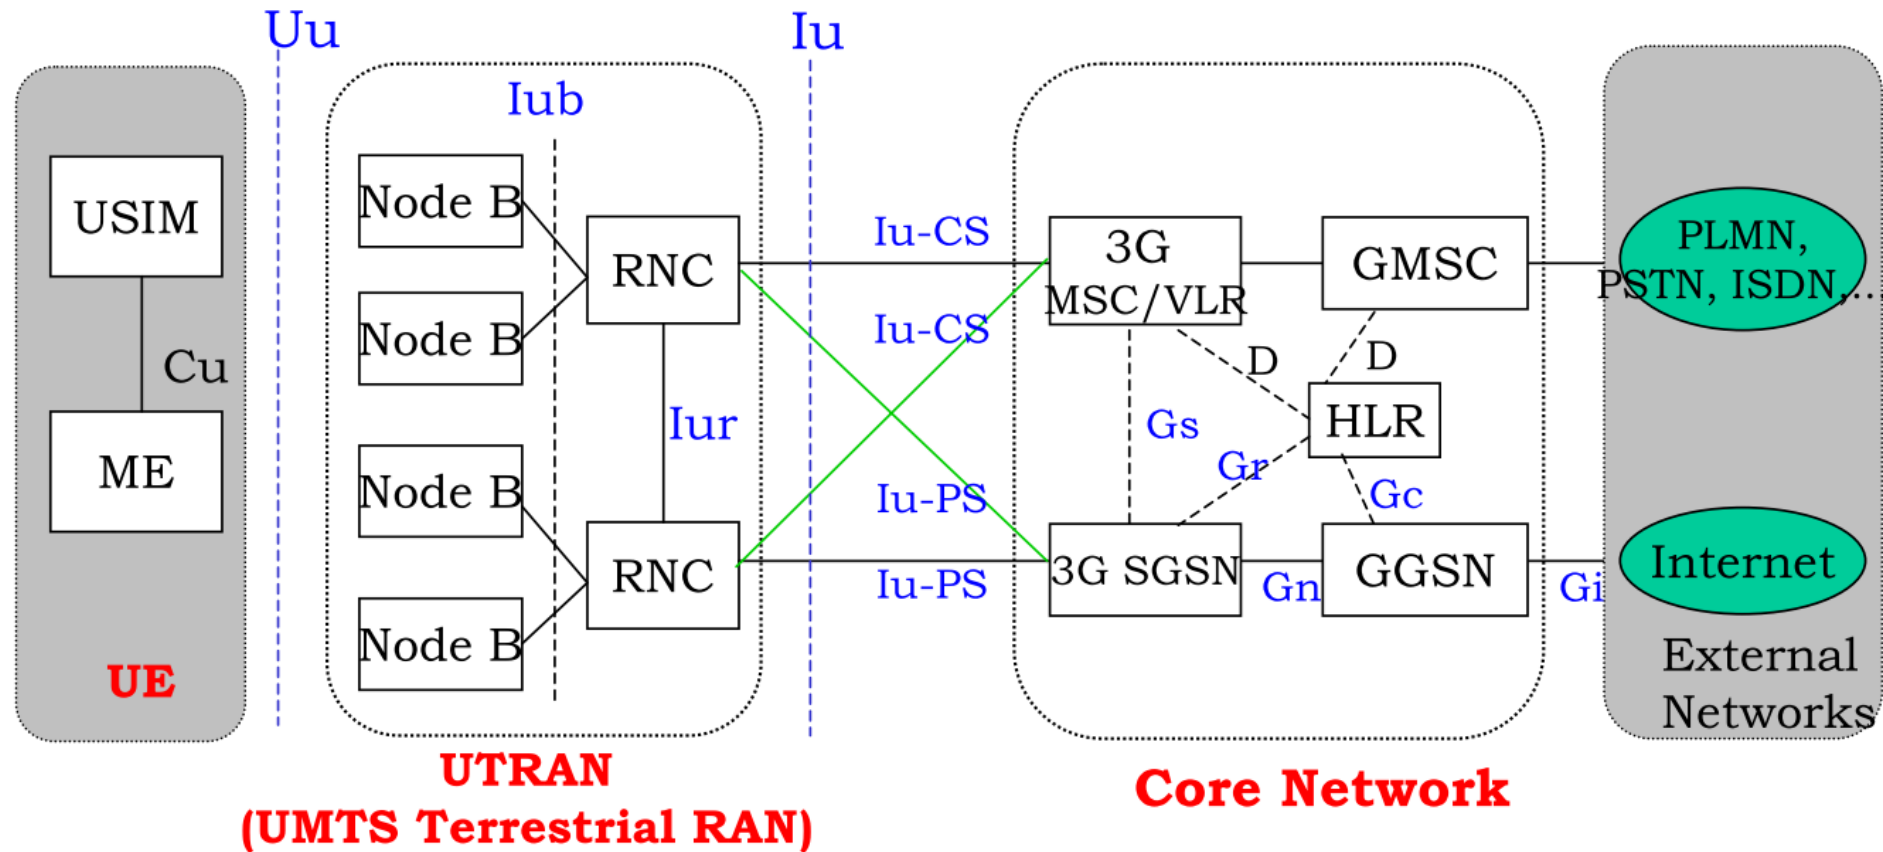 Uu
Iu
Iub
USIM
Cu
ME
UE
Node B
Node B
Node B
Node B
RNC
Iur
RNC
UTRAN
(UMTS Terrestrial RAN)
Iu-CS
Iu-CS
Iu-PS
Iu-PS
3G
MSC/VLR
GMSC
D
D
HLR
Gs
Gr
Gc
3G SGSN
Gn
GGSN
Gi
Core Network
PLMN,
PSTN, ISDN,...
Internet
External
Networks